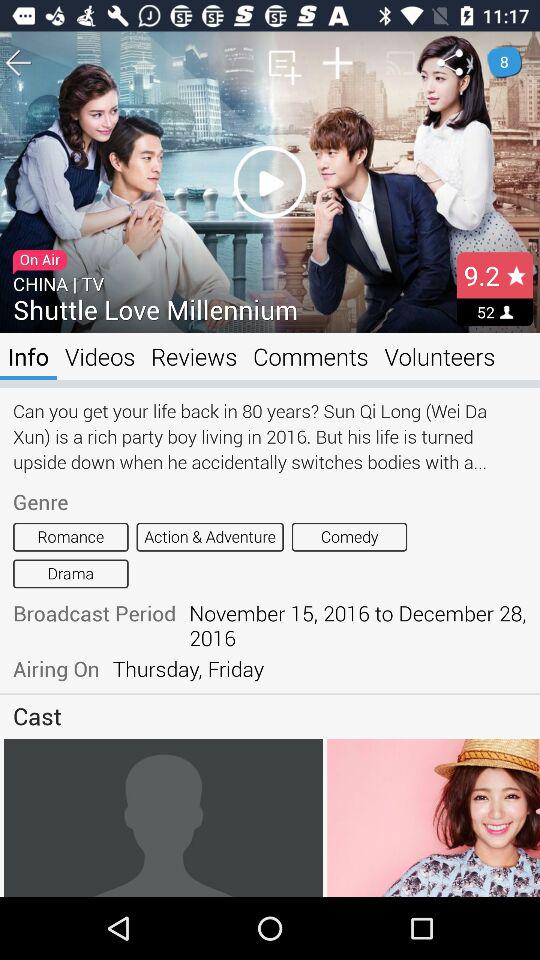 11:17
8
On Air
CHINA | TV
Shuttle Love Millennium
9.2
52
Info Videos Reviews Comments Volunteers
Can you get your life back in 80 years? Sun Qi Long (Wei Da
Xun) is a rich party boy living in 2016. But his life is turned
upside down when he accidentally switches bodies with a...
Genre
Romance Action & Adventure Comedy
Drama
Broadcast Period November 15, 2016 to December 28,
2016
Airing On Thursday, Friday
Cast